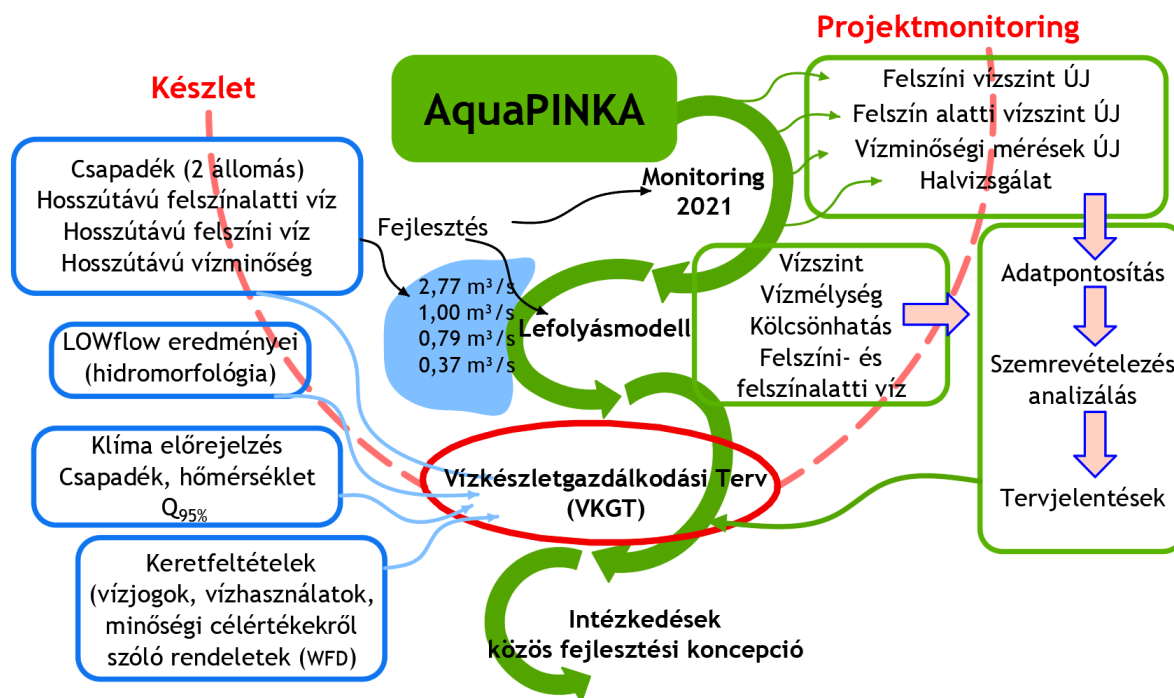 Projektmonitoring
Készlet
AquaPINKA
Felszíni vízszint ÚJ
Felszín alatti vízszint ÚJ
Vízminőségi mérések ÚJ
Halvizsgálat
Csapadék (2 állomás)
Hosszútávú felszínalatti víz
Hosszútávú felszíni víz
Hosszútávú vízminőség
Monitoring
2021
Fejlesztés
2,77 m³/s
1,00 m³/s
0,79 m³/s
0,37 m³/s
Lefolyásmodell
Vízszint
Vízmélység
Kölcsönhatás
Felszíni- és
felszínalatti víz
Adatpontosítás
Szemrevételezés
analizálás
Tervjelentések
LOWflow eredményei
(hidromorfológia)
Klíma előrejelzés
Csapadék, hőmérséklet
Q95%
Vízkészletgazdálkodási Terv
(VKGT)
Keretfeltételek
(vízjogok, vízhasználatok,
minőségi célértékekről
szóló rendeletek (WFD)
Intézkedések
közös fejlesztési koncepció